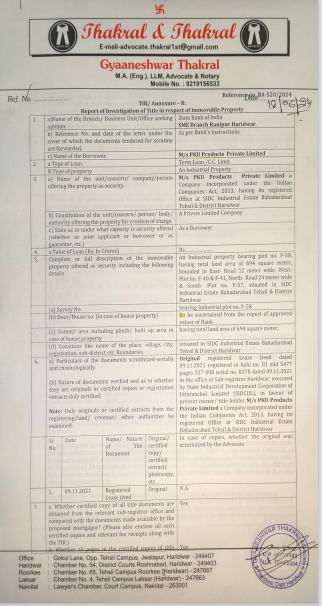 Thakral & Thakral
E-mail-advocate.thakral1st@gmail.com
Gyaaneshwar Thakral
M.A. (Eng.), LLM, Advocate & Notary
Mobile No. : 9219156533
Ref. No.
Reference no. BA-520/2024
Date
TIR/ Annexure - B:
Report of Investigation of Title in respect of Immovable Property
1. a)Name of the Branch/ Business Unit/Office seeking opinion.
State Bank of India
SME Branch Ranipur Haridwar.
b) Reference No. and date of the letter under the cover of which the documents tendered for scrutiny are forwarded.
As per Bank's Instructions
c) Name of the Borrower.
M/s PKU Products Private Limited
2. a Type of Loan
Term Loan /C.C. Limit
B Type of property
An Industrial Property
3. a) Name of the unit/concern/ company/person offering the property as security.
M/s PKU Products Private Limited a Company incorporated under the Indian Companies Act, 2013, having its registered Office at SIDC Industrial Estate Bahadarabad Tehsil & District Haridwar
b) Constitution of the unit/concern/ person/ body/ authority offering the property for creation of charge.
A Private Limited Company
c) State as to under what capacity is security offered (whether as joint applicant or borrower or as guarantor, etc.)
As a Borrower
4. a Value of Loan (Rs. In Crores)
Rs.
5. Complete or full description of the immovable property offered as security including the following details.
An Industrial property bearing plot no. F-58, having total land area of 694 square meter, bounded in East- Road 12 meter wide, West- Plot no. F-40 & F-41, North- Road 24 meter wide & South- Plot no. F-57, situated in SIDC Industrial Estate Bahadarabad Tehsil & District Haridwar
(a) Survey No.
bearing Industrial plot no. F-58
(b) Door/House no. (in case of house property)
To be ascertained from the report of approved valuer of Bank.
(c) Extent/ area including plinth/ built up area in case of house property
having total land area of 694 square meter.
(d) Locations like name of the place, village, city, registration, sub-district etc. Boundaries.
situated in SIDC Industrial Estate Bahadarabad Tehsil & District Haridwar
6. a) Particulars of the documents scrutinized-serially and chronologically.
(b) Nature of documents verified and as to whether they are originals or certified copies or registration extracts duly certified.
Note: Only originals or certified extracts from the registering/land/ revenue/ other authorities be examined.
Original registered Lease Deed dated 09.11.2021 registered in bahi no. 01 zild 5477 pages 337-398 serial no. 8378 dated 09.11.2021 in the office of Sub-registrar Haridwar, executed by State Industrial Development Corporation of Uttaranchal Limited (SIDCUL), in favour of present owner/ title holder M/s PKU Products Private Limited a Company incorporated under the Indian Companies Act, 2013, having its registered Office at SIDC Industrial Estate Bahadarabad Tehsil & District Haridwar
Sr. No.
Date
Name/ Nature of The Document
Original/ certified copy/ certified extract/ photocopy, etc.
In case of copies, whether the original was scrutinized by the Advocate.
1.
09.11.2021
Registered Lease deed
Original
N.A.
7. a Whether certified copy of all title documents are obtained from the relevant sub-registrar office and compared with the documents made available by the proposed mortgagor? (Please also enclose all such certified copies and relevant fee receipts along with the TIR.)
Yes
b. Whether all pages in the certified copies of title
Yes
Office : Gokul Lane, Opp. Tehsil Campus, Jwalapur, Haridwar - 249407
Haridwar : Chamber No. 54, District Courts Roshnabad, Haridwar - 249403
Roorkee : Chamber No. 66, Tehsil Campus Roorkee (Haridwar) - 247667
Laksar : Chamber No. 4, Tehsil Campus Laksar (Haridwar) - 247663
Nainital : Lawyer's Chamber, Court Campus, Nainital - 263001